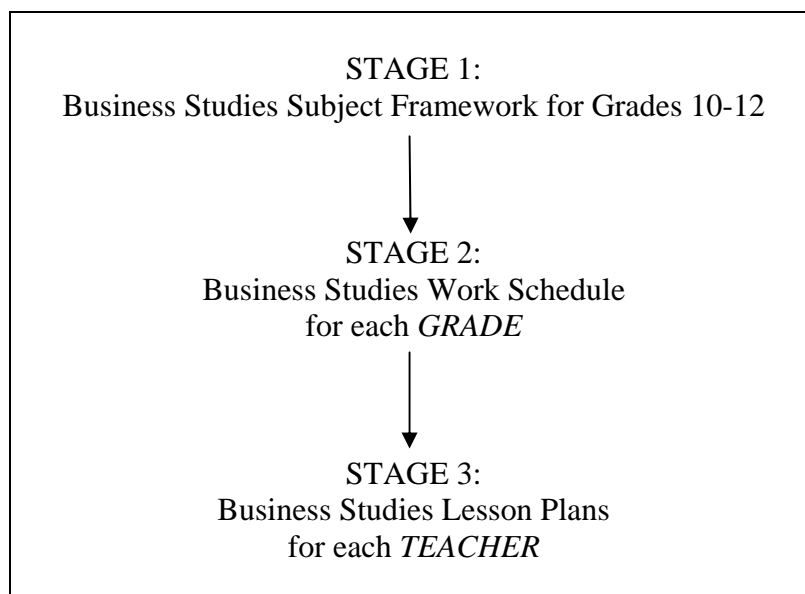 STAGE 1:
Business Studies Subject Framework for Grades 10-12
STAGE 2:
Business Studies Work Schedule
for each GRADE
STAGE 3:
Business Studies Lesson Plans
for each TEACHER